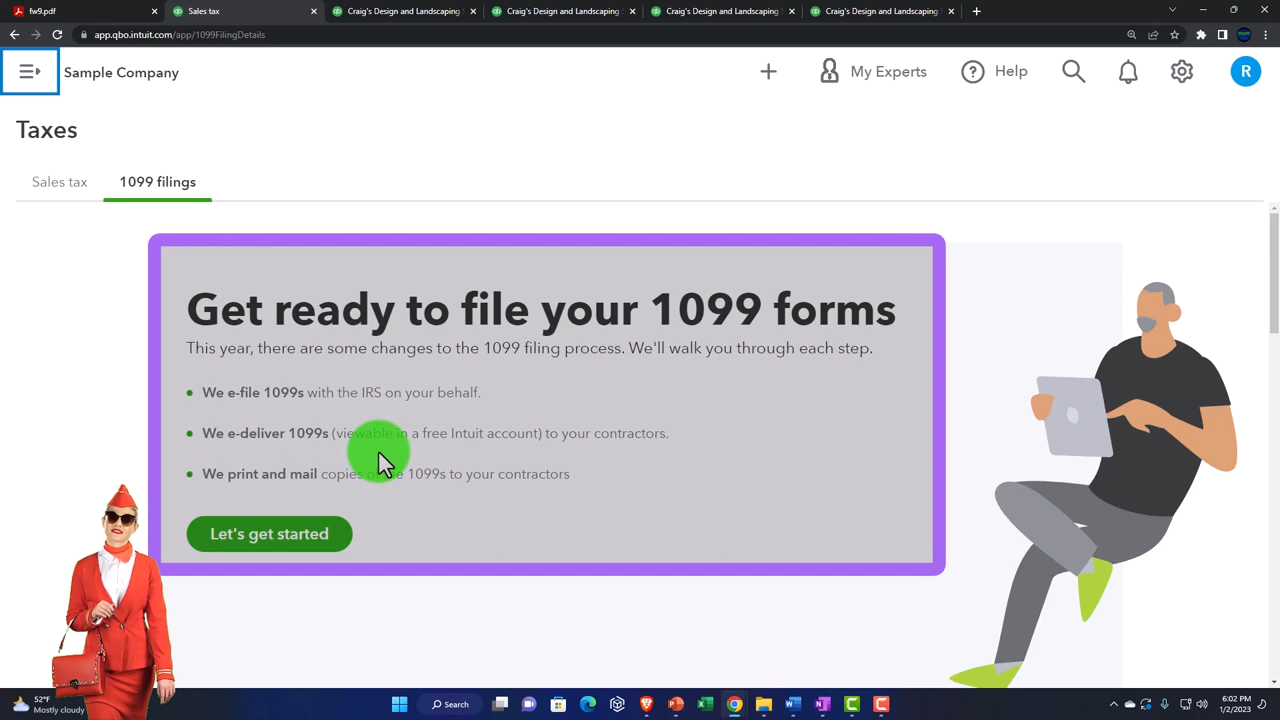 fw9.pdf
Sales tax
Craig's Design and Landscaping S
Craig's Design and Landscaping S
Craig's Design and Landscaping S
Craig's Design and Landscaping S
app.qbo.intuit.com/app/1099FilingDetails
Sample Company
My Experts
Help
R
Taxes
Sales tax
1099 filings
Get ready to file your 1099 forms
This year, there are some changes to the 1099 filing process. We'll walk you through each step.
We e-file 1099s with the IRS on your behalf.
We e-deliver 1099s (viewable in a free Intuit account) to your contractors.
We print and mail copies of the 1099s to your contractors
Let's get started
52°F
Mostly cloudy
Search
6:02 PM
1/2/2023